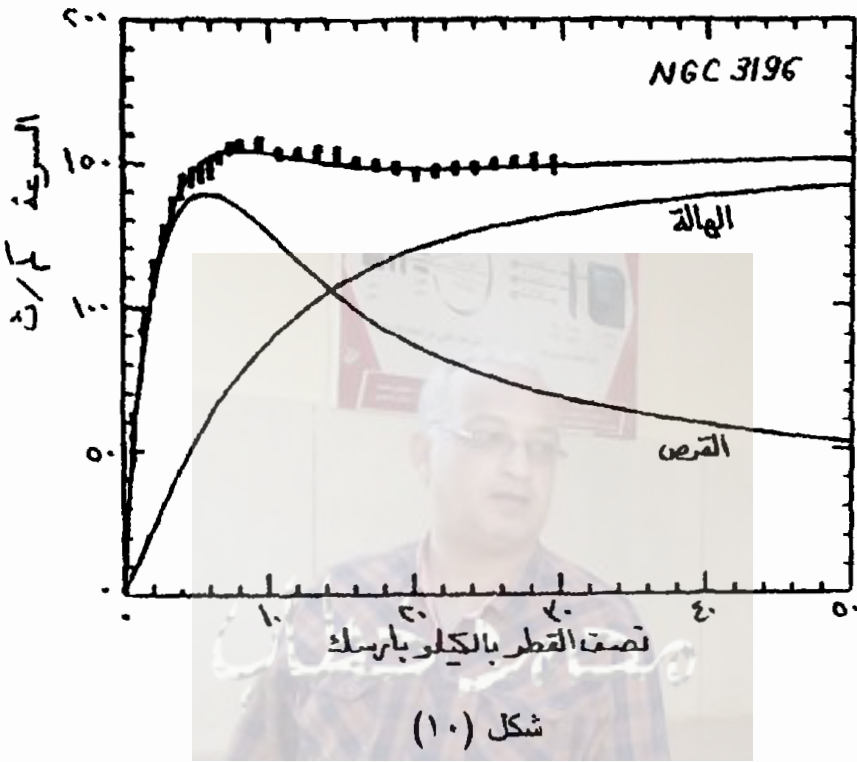 ٢٠٠
NGC 3196
السرعة كم/ث
١٥٠
الهالة
١٠٠
القرص
٥٠
٠
٠ ١٠ ٢٠ ٣٠ ٤٠ ٥٠
نصف القطر بالكيلو بارسك
شكل (١٠)